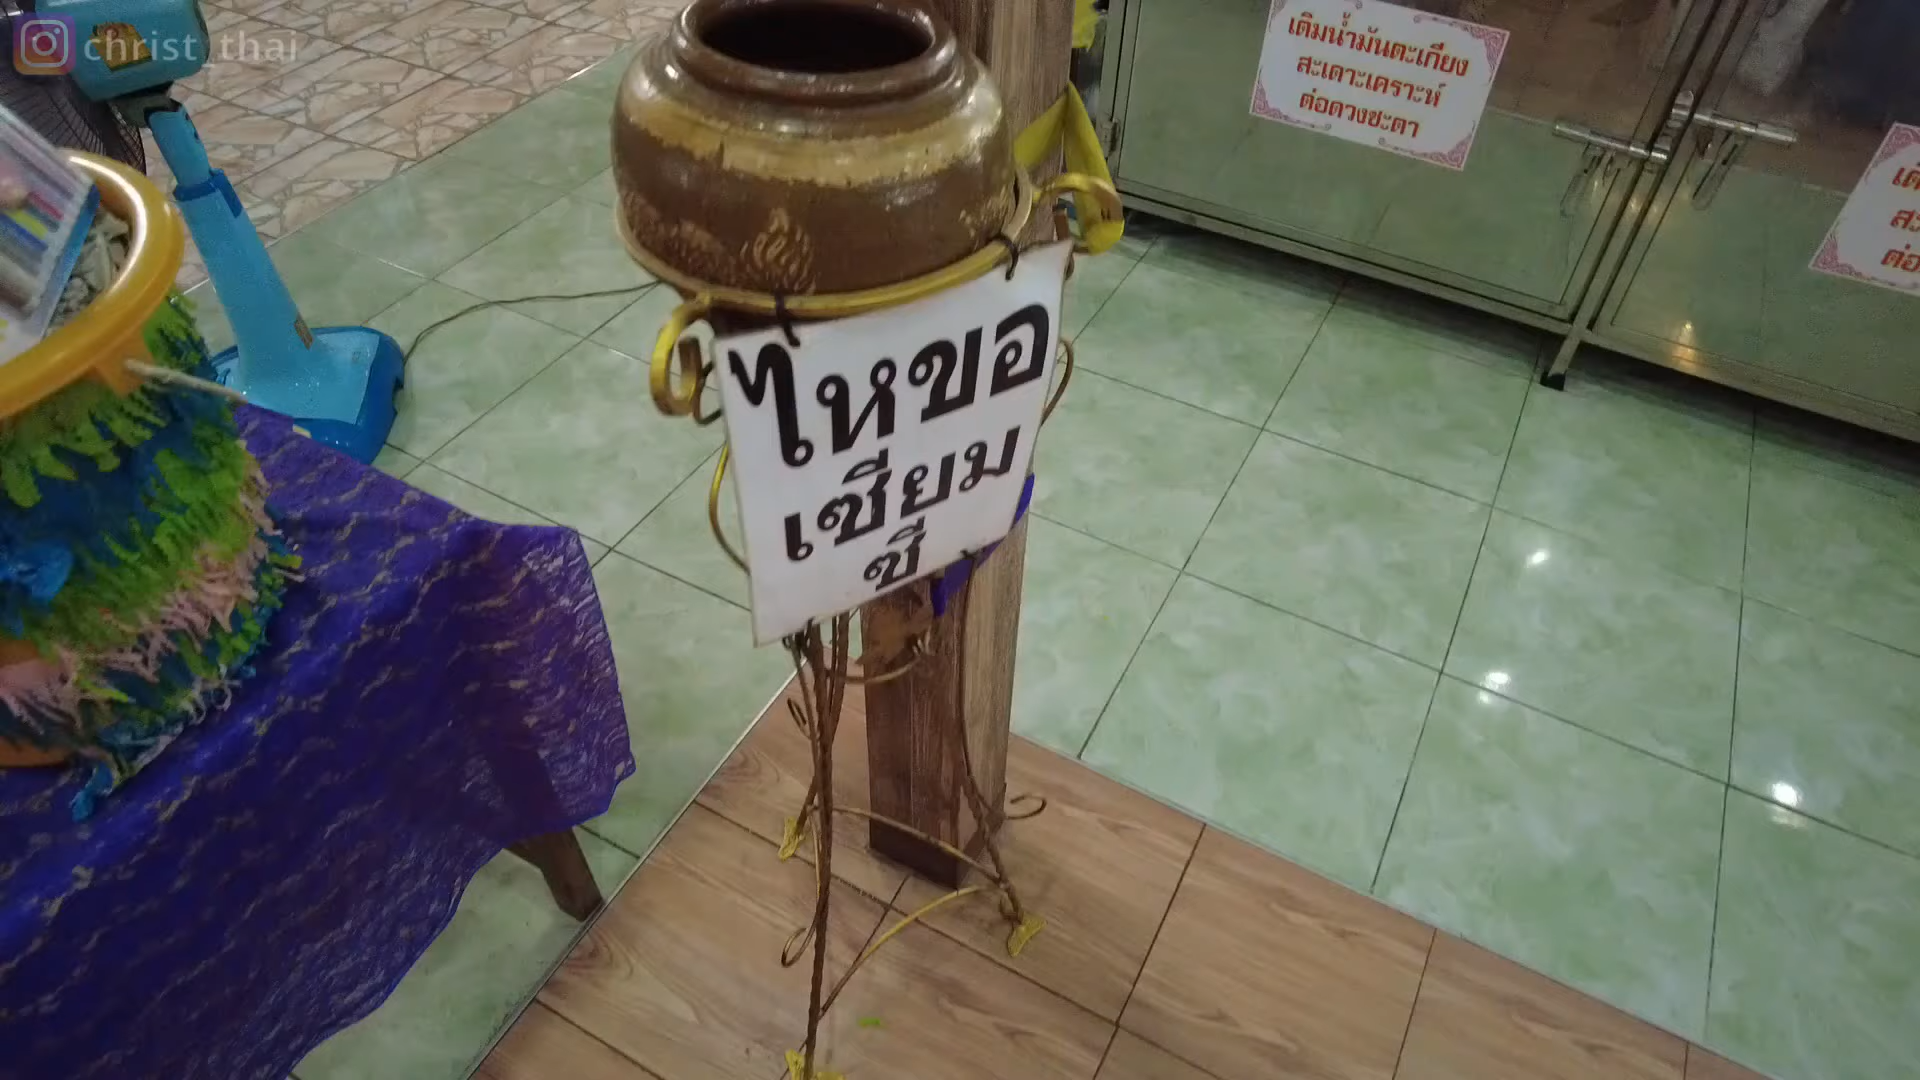 christ_thai
เติมน้ำมันตะเกียง
สะเดาะเคราะห์
ต่อดวงชะตา
ไหขอ
เซียม
ซี